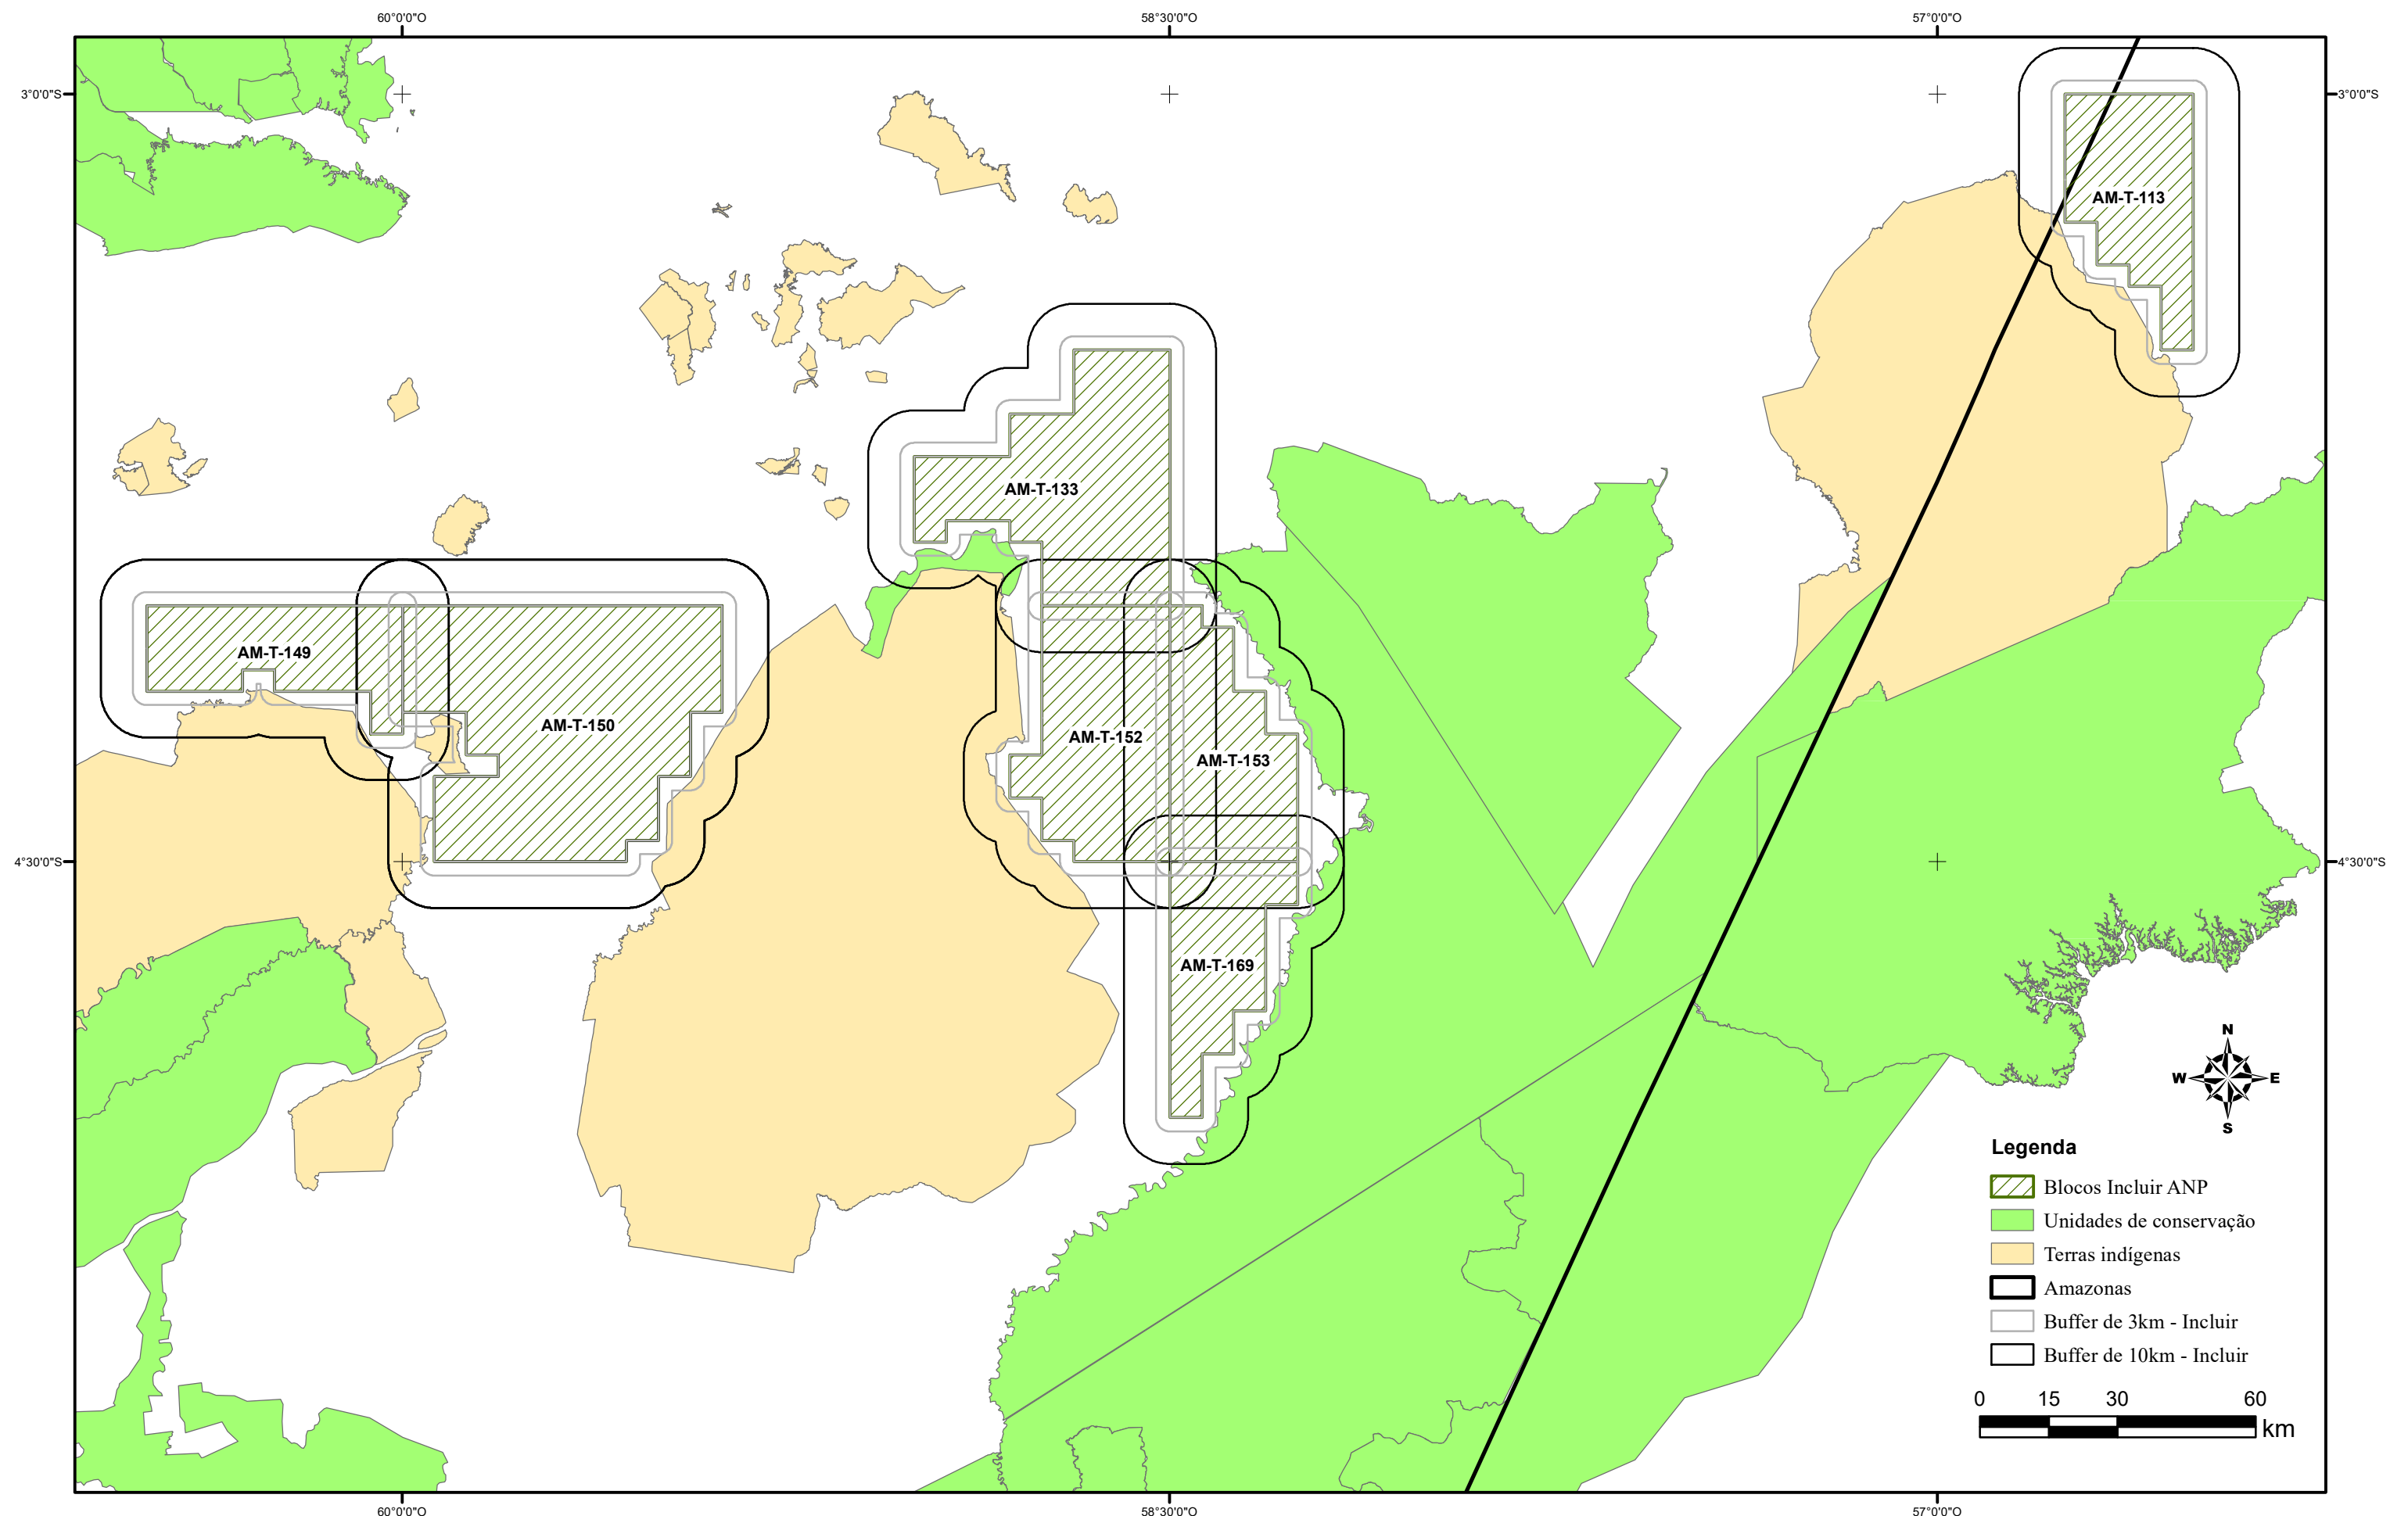 60°0'0"O 58°30'0"O 57°0'0"O
3°0'0"S 3°0'0"S
AM-T-113
AM-T-133
AM-T-149
AM-T-150
AM-T-152
AM-T-153
4°30'0"S 4°30'0"S
AM-T-169
N
W E
S
Legenda
Blocos Incluir ANP
Unidades de conservação
Terras indígenas
Amazonas
Buffer de 3km - Incluir
Buffer de 10km - Incluir
0 15 30 60
km
60°0'0"O 58°30'0"O 57°0'0"O